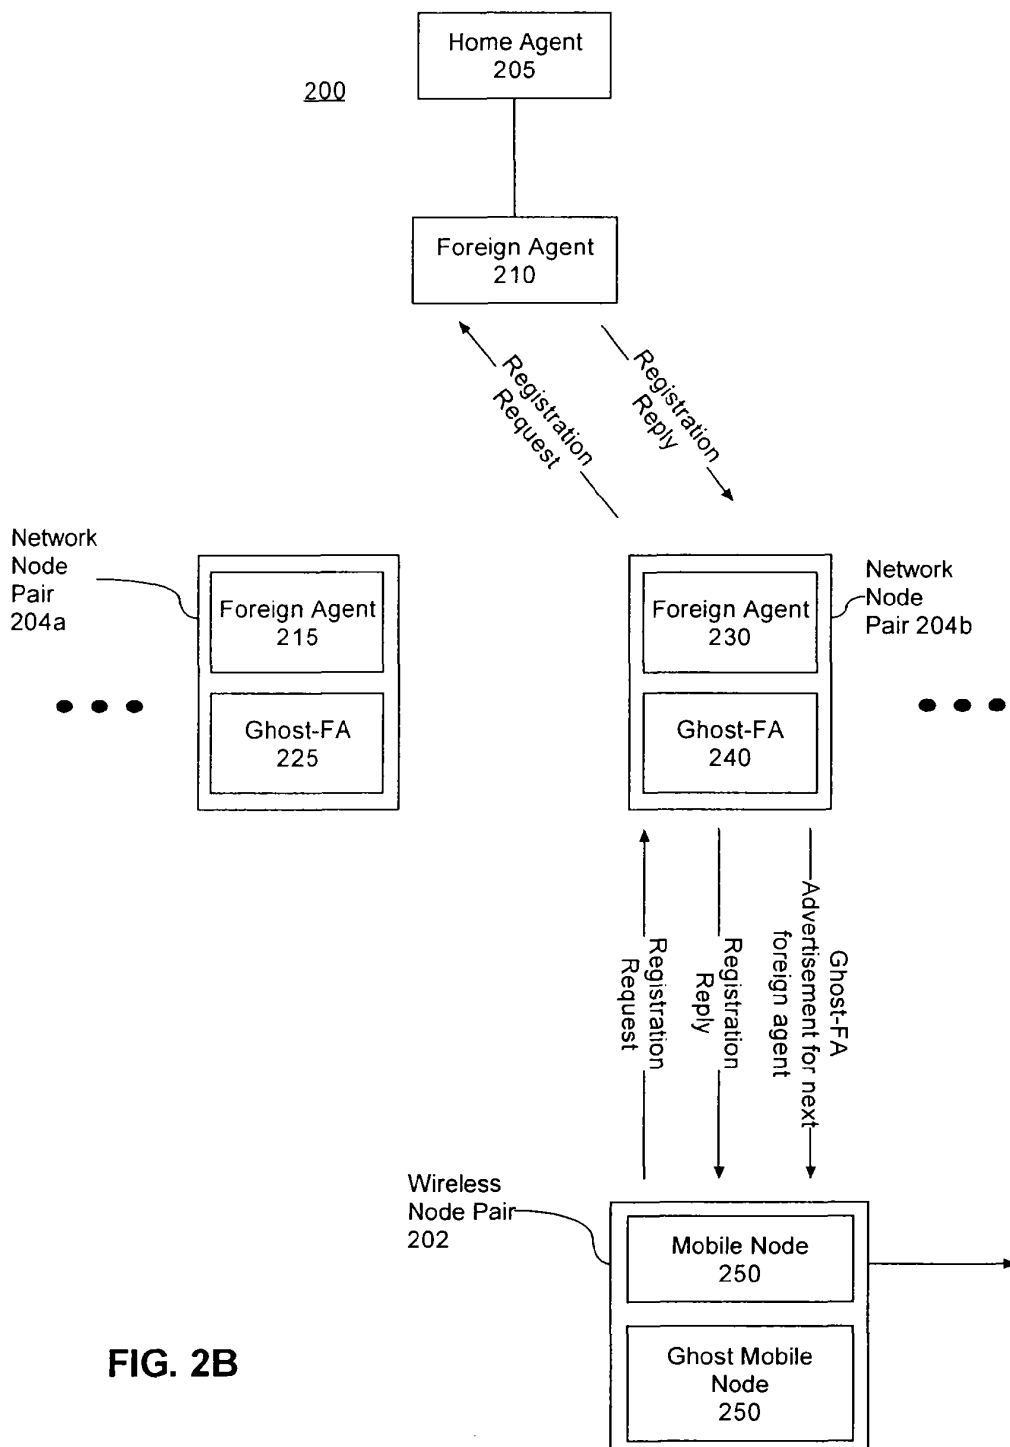 Home Agent
205
200
Foreign Agent
210
Registration
Request
Registration
Reply
Network
Node
Pair
204a
Foreign Agent
215
Ghost-FA
225
Foreign Agent
230
Ghost-FA
240
Network
Node
Pair 204b
Registration
Request
Registration
Reply
Ghost-FA
Advertisement for next
foreign agent
Wireless
Node Pair
202
Mobile Node
250
Ghost Mobile
Node
250
FIG. 2B